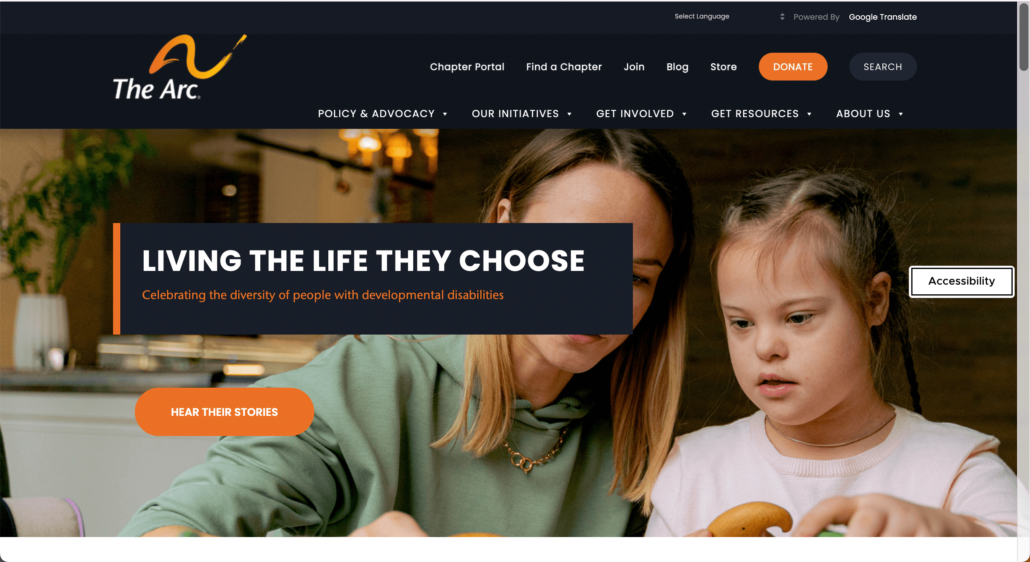 Select Language
Powered By Google Translate
The Arc®
Chapter Portal Find a Chapter Join Blog Store DONATE SEARCH
POLICY & ADVOCACY OUR INITIATIVES GET INVOLVED GET RESOURCES ABOUT US
LIVING THE LIFE THEY CHOOSE
Celebrating the diversity of people with developmental disabilities
Accessibility
HEAR THEIR STORIES